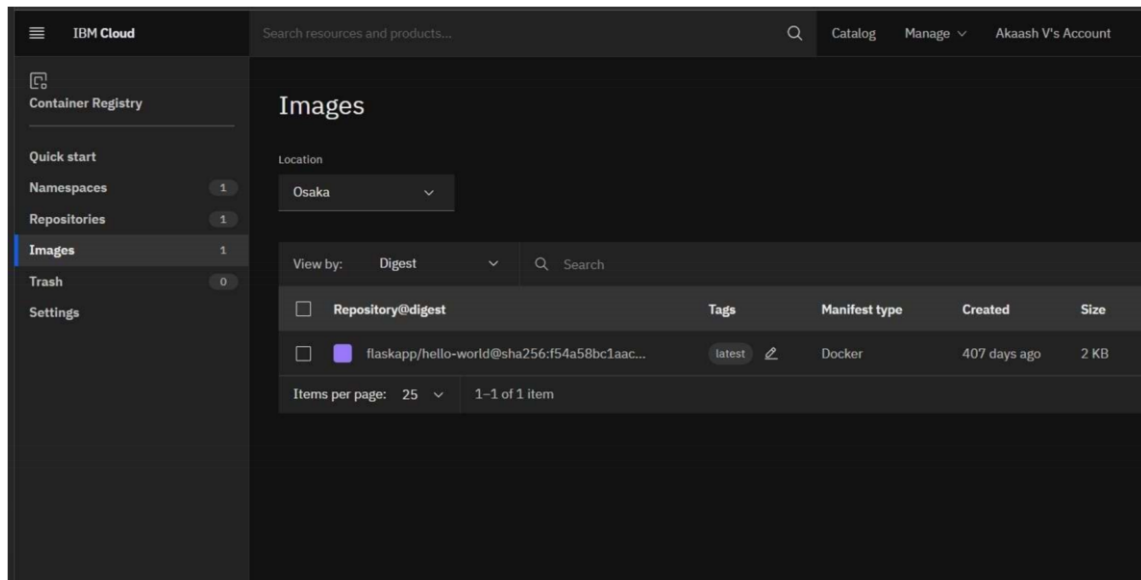 IBM Cloud
Search resources and products...
Catalog
Manage
Akaash V's Account
Container Registry
Quick start
Namespaces 1
Repositories 1
Images 1
Trash 0
Settings
Images
Location
Osaka
View by: Digest
Search
Repository@digest Tags Manifest type Created Size
flaskapp/hello-world@sha256:f54a58bc1aac... latest Docker 407 days ago 2 KB
Items per page: 25 1–1 of 1 item